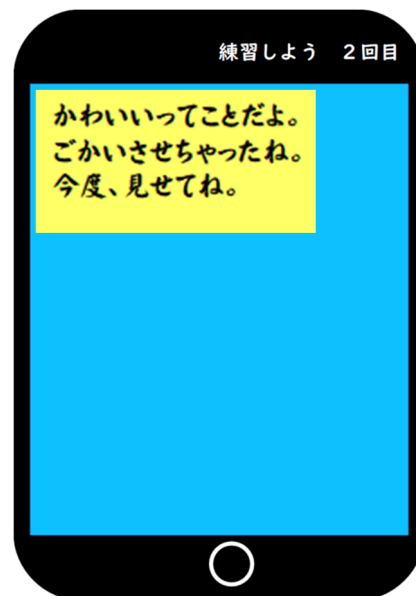 練習しよう　２回目
かわいいってことだよ。
ごかいさせちゃったね。
今度、見せてね。